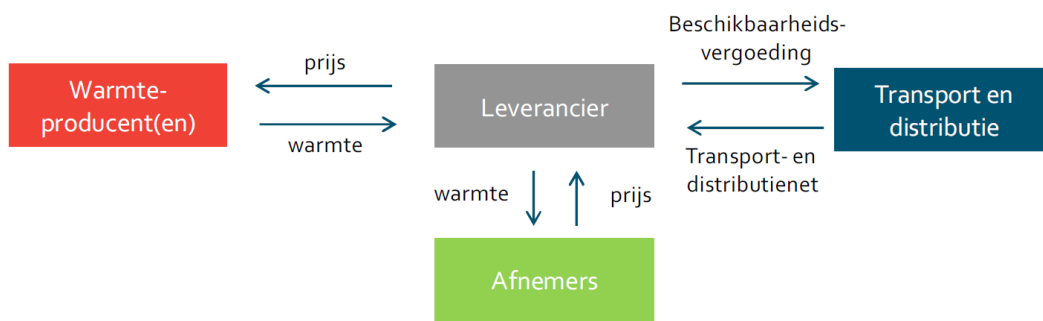 Warmte-
producent(en)
prijs
warmte
Leverancier
Beschikbaarheids-
vergoeding
Transport- en
distributienet
Transport en
distributie
warmte
prijs
Afnemers